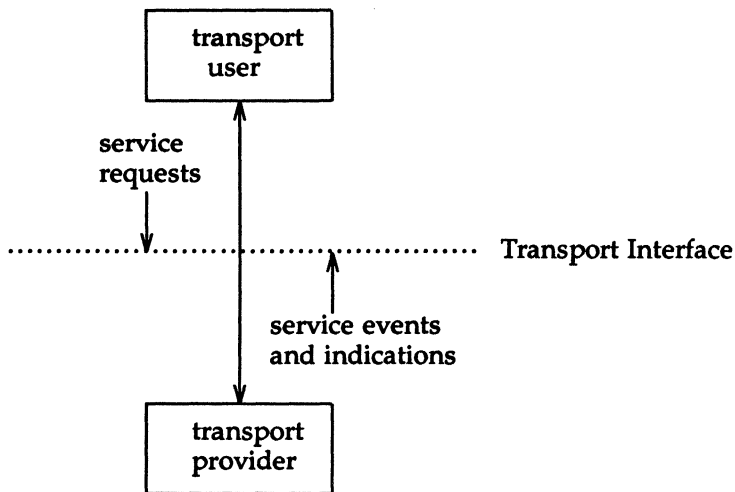 transport
user
service
requests
Transport Interface
service events
and indications
transport
provider